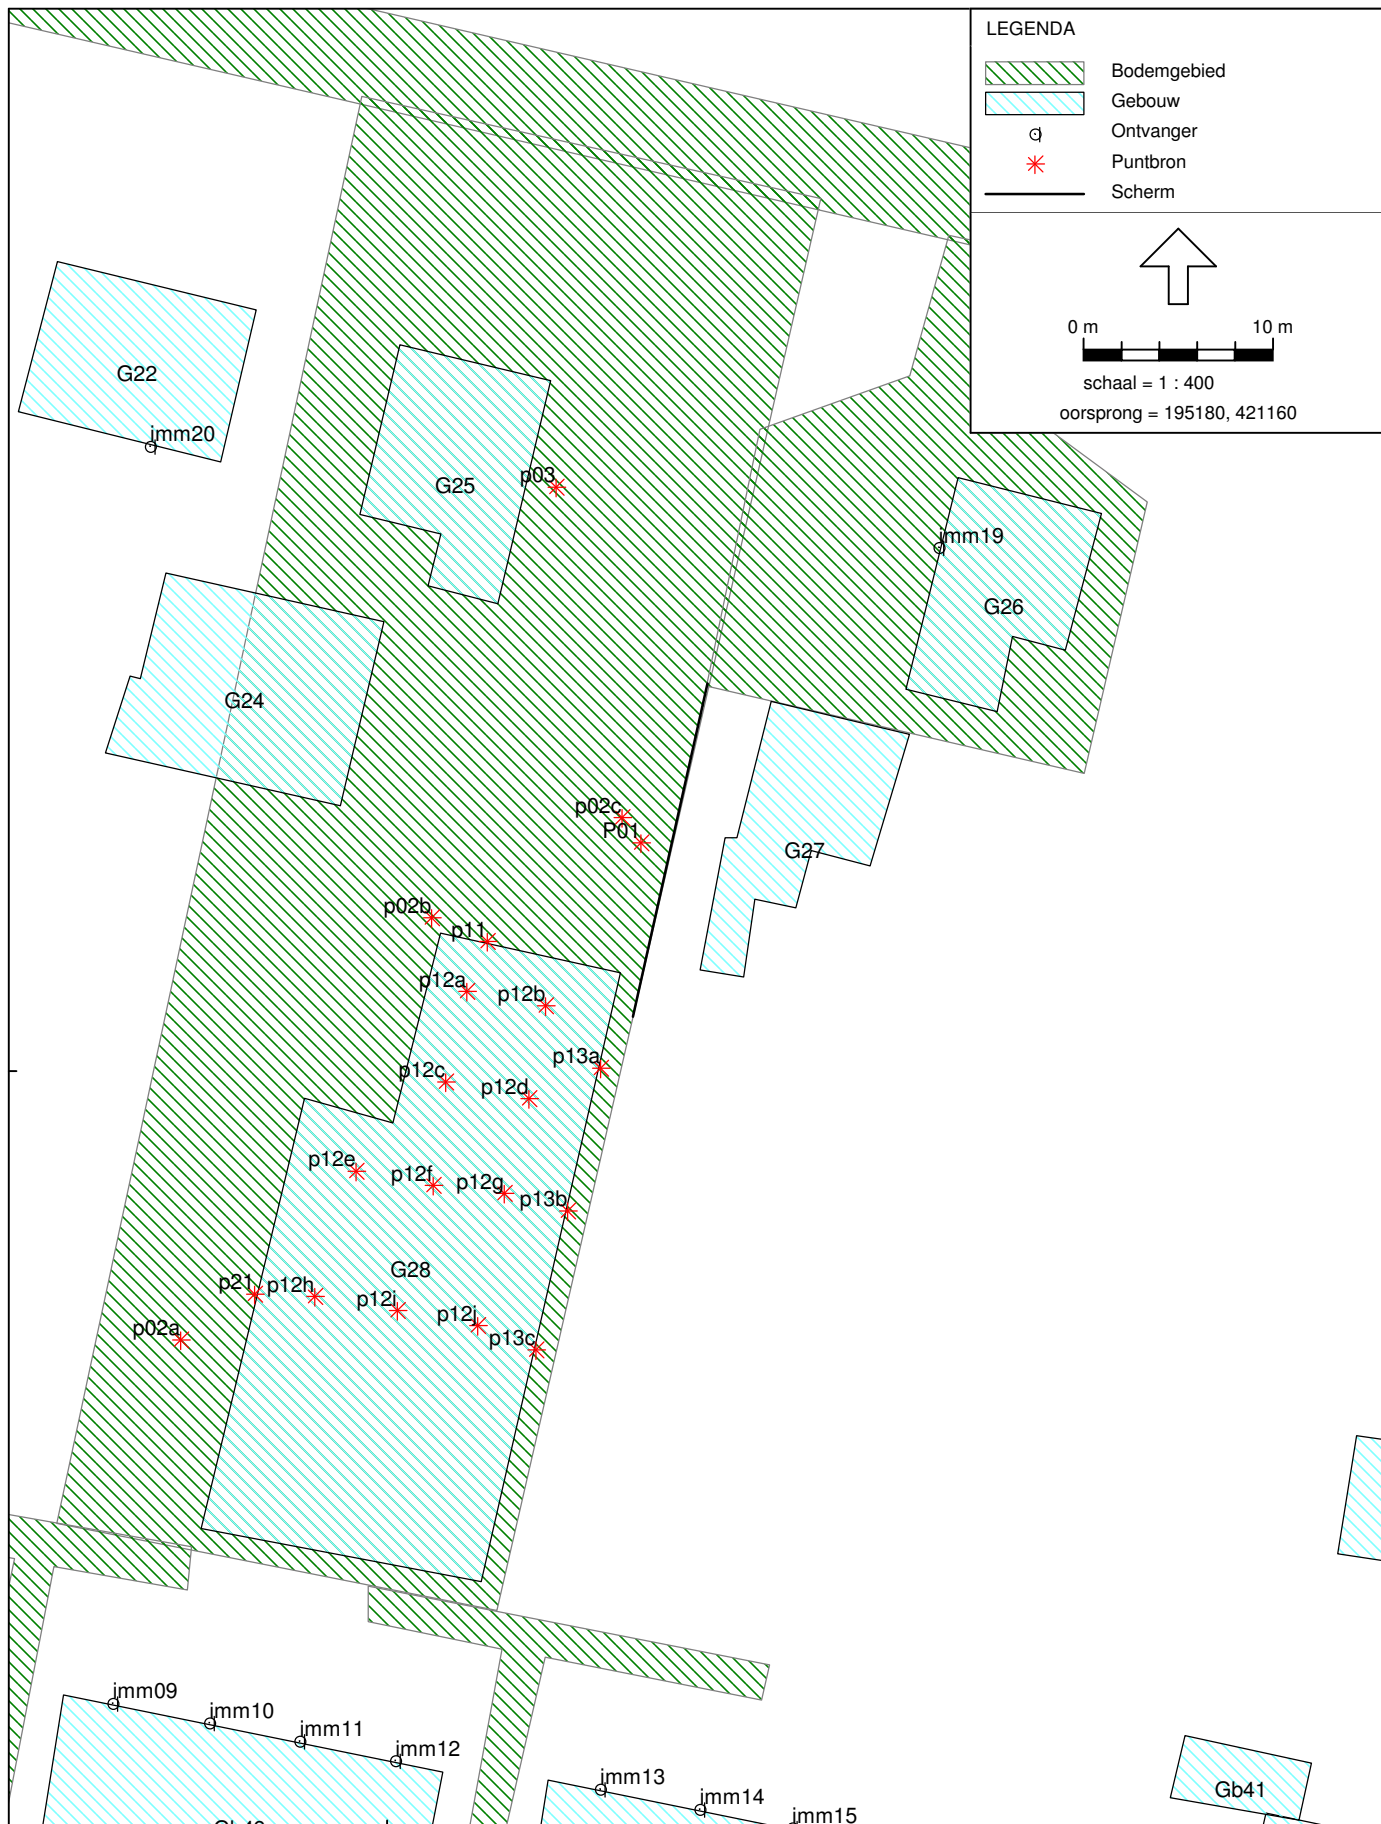 LEGENDA
Bodemgebied
Gebouw
Ontvanger
Puntbron
Scherm
0 m 10 m
schaal = 1 : 400
oorsprong = 195180, 421160
G22
imm20
G25
p03
imm19
G26
G24
p02c
P01
G27
p02b
p11
p12a
p12b
p13a
p12c
p12d
p12e
p12f
p12g
p13b
G28
p21
p12h
p12i
p12j
p02a
p13c
imm09
imm10
imm11
imm12
imm13
imm14
imm15
Gb41